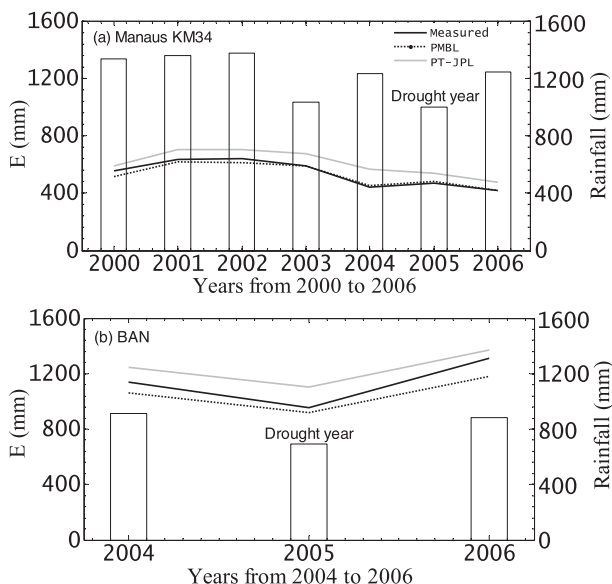 (a) Manaus KM34
Measured
PMBL
PT-JPL
Drought year
1600
1200
800
400
0
E (mm)
1600
1200
800
400
0
Rainfall (mm)
2000 2001 2002 2003 2004 2005 2006
Years from 2000 to 2006
(b) BAN
Drought year
1600
1200
800
400
0
E (mm)
1600
1200
800
400
0
Rainfall (mm)
2004 2005 2006
Years from 2004 to 2006